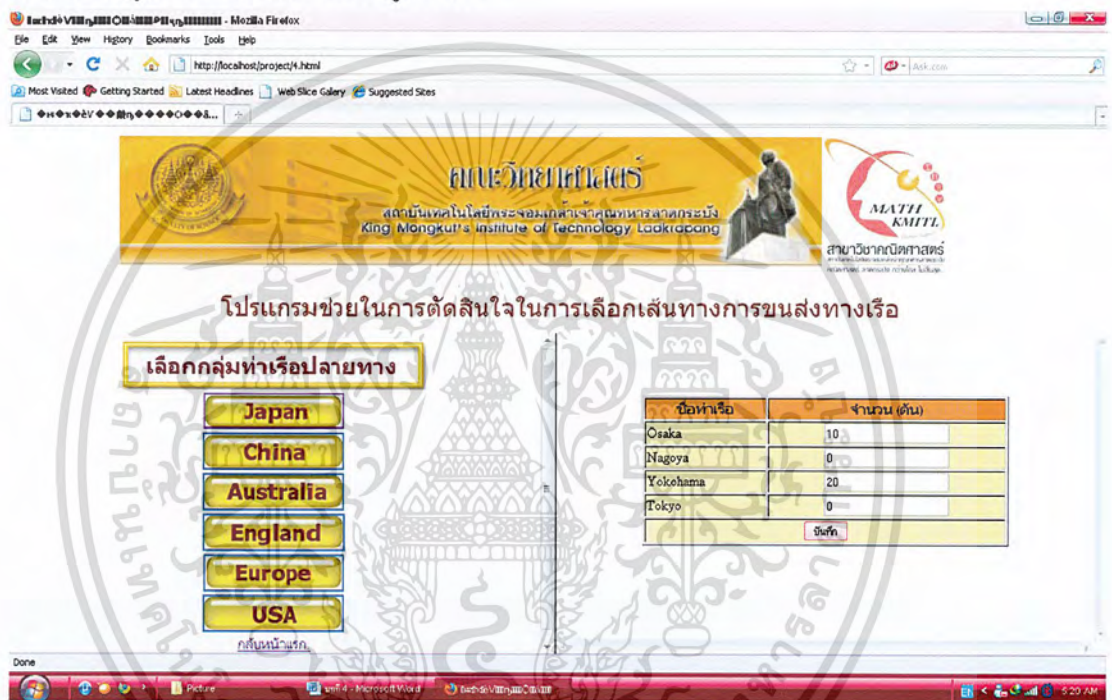 - Mozilla Firefox
File Edit View History Bookmarks Tools Help
http://localhost/project/4.html
Ask.com
Most Visited Getting Started Latest Headlines Web Slice Gallery Suggested Sites
คณะวิทยาศาสตร์
สถาบันเทคโนโลยีพระจอมเกล้าเจ้าคุณทหารลาดกระบัง
King Mongkut's Institute of Technology Ladkrabang
MATH
KMITL
สาขาวิชาคณิตศาสตร์
โปรแกรมช่วยในการตัดสินใจในการเลือกเส้นทางการขนส่งทางเรือ
เลือกกลุ่มท่าเรือปลายทาง
Japan
China
Australia
England
Europe
USA
กลับหน้าแรก
ชื่อท่าเรือ จำนวน (ตัน)
Osaka 10
Nagoya 0
Yokohama 20
Tokyo 0
บันทึก
Done
Picture
บทที่ 4 - Microsoft Word
EN
5:29 AM